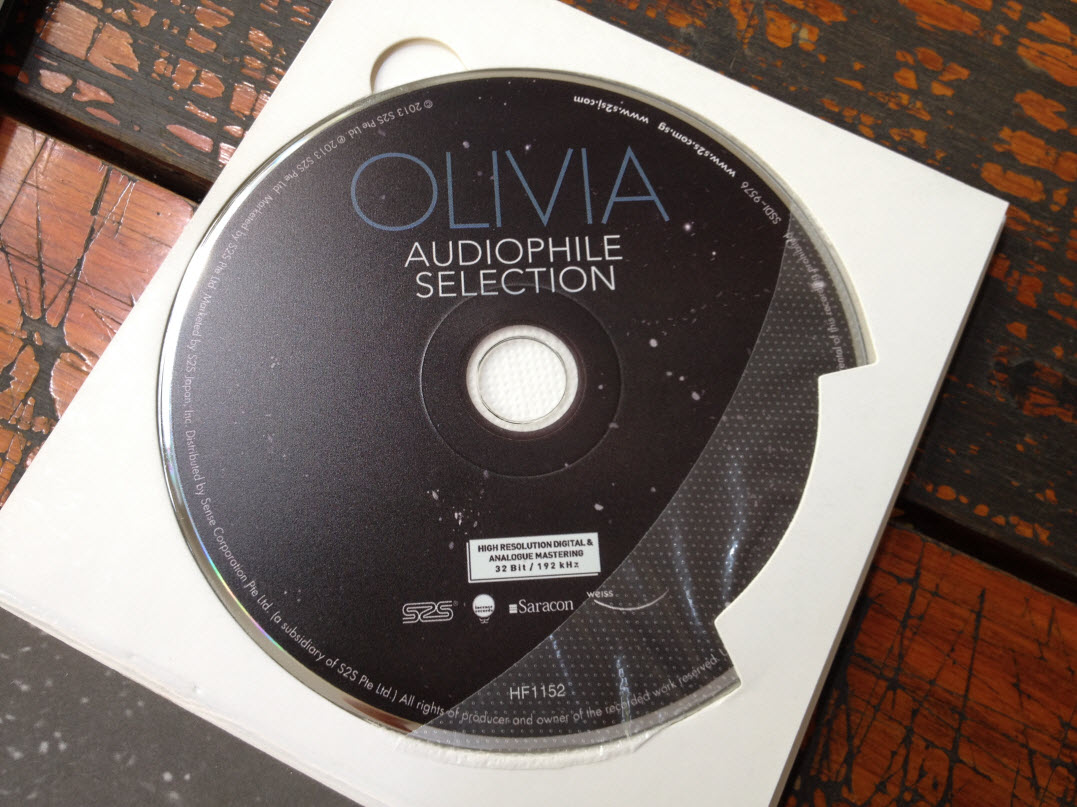 OLIVIA
AUDIOPHILE
SELECTION
HIGH RESOLUTION DIGITAL &
ANALOGUE MASTERING
32 Bit / 192 kHz
S2S®
Saracon
weiss
HF1152
www.s2sj.com
www.s2s.com.sg
SSDI-9576
© 2013 S2S Pte Ltd ℗ 2013 S2S Pte Ltd. Marketed by S2S Pte Ltd. Marketed by S2S Japan, Inc. Distributed by Sense Corporation Pte Ltd. (a subsidiary of S2S Pte Ltd.) All rights of producer and owner of the recorded work reserved.